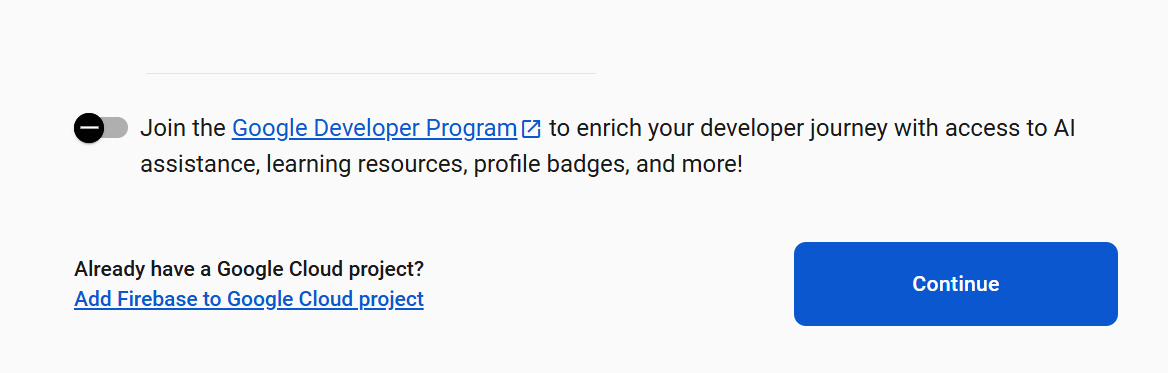 Join the Google Developer Program to enrich your developer journey with access to AI
assistance, learning resources, profile badges, and more!
Already have a Google Cloud project?
Add Firebase to Google Cloud project
Continue